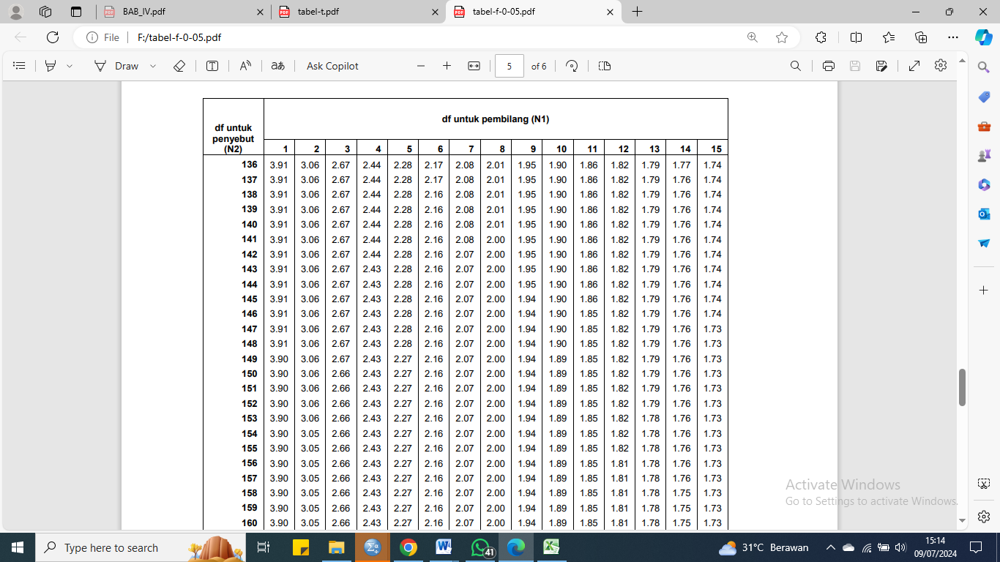 BAB_IV.pdf
tabel-t.pdf
tabel-f-0-05.pdf
File F:/tabel-f-0-05.pdf
Draw
Ask Copilot
5 of 6
df untuk penyebut (N2)
df untuk pembilang (N1)
1 2 3 4 5 6 7 8 9 10 11 12 13 14 15
136 3.91 3.06 2.67 2.44 2.28 2.17 2.08 2.01 1.95 1.90 1.86 1.82 1.79 1.77 1.74
137 3.91 3.06 2.67 2.44 2.28 2.17 2.08 2.01 1.95 1.90 1.86 1.82 1.79 1.76 1.74
138 3.91 3.06 2.67 2.44 2.28 2.16 2.08 2.01 1.95 1.90 1.86 1.82 1.79 1.76 1.74
139 3.91 3.06 2.67 2.44 2.28 2.16 2.08 2.01 1.95 1.90 1.86 1.82 1.79 1.76 1.74
140 3.91 3.06 2.67 2.44 2.28 2.16 2.08 2.01 1.95 1.90 1.86 1.82 1.79 1.76 1.74
141 3.91 3.06 2.67 2.44 2.28 2.16 2.08 2.00 1.95 1.90 1.86 1.82 1.79 1.76 1.74
142 3.91 3.06 2.67 2.44 2.28 2.16 2.07 2.00 1.95 1.90 1.86 1.82 1.79 1.76 1.74
143 3.91 3.06 2.67 2.43 2.28 2.16 2.07 2.00 1.95 1.90 1.86 1.82 1.79 1.76 1.74
144 3.91 3.06 2.67 2.43 2.28 2.16 2.07 2.00 1.95 1.90 1.86 1.82 1.79 1.76 1.74
145 3.91 3.06 2.67 2.43 2.28 2.16 2.07 2.00 1.94 1.90 1.86 1.82 1.79 1.76 1.74
146 3.91 3.06 2.67 2.43 2.28 2.16 2.07 2.00 1.94 1.90 1.85 1.82 1.79 1.76 1.74
147 3.91 3.06 2.67 2.43 2.28 2.16 2.07 2.00 1.94 1.90 1.85 1.82 1.79 1.76 1.73
148 3.91 3.06 2.67 2.43 2.28 2.16 2.07 2.00 1.94 1.90 1.85 1.82 1.79 1.76 1.73
149 3.90 3.06 2.67 2.43 2.27 2.16 2.07 2.00 1.94 1.89 1.85 1.82 1.79 1.76 1.73
150 3.90 3.06 2.66 2.43 2.27 2.16 2.07 2.00 1.94 1.89 1.85 1.82 1.79 1.76 1.73
151 3.90 3.06 2.66 2.43 2.27 2.16 2.07 2.00 1.94 1.89 1.85 1.82 1.79 1.76 1.73
152 3.90 3.06 2.66 2.43 2.27 2.16 2.07 2.00 1.94 1.89 1.85 1.82 1.79 1.76 1.73
153 3.90 3.06 2.66 2.43 2.27 2.16 2.07 2.00 1.94 1.89 1.85 1.82 1.78 1.76 1.73
154 3.90 3.05 2.66 2.43 2.27 2.16 2.07 2.00 1.94 1.89 1.85 1.82 1.78 1.76 1.73
155 3.90 3.05 2.66 2.43 2.27 2.16 2.07 2.00 1.94 1.89 1.85 1.82 1.78 1.76 1.73
156 3.90 3.05 2.66 2.43 2.27 2.16 2.07 2.00 1.94 1.89 1.85 1.81 1.78 1.76 1.73
157 3.90 3.05 2.66 2.43 2.27 2.16 2.07 2.00 1.94 1.89 1.85 1.81 1.78 1.76 1.73
158 3.90 3.05 2.66 2.43 2.27 2.16 2.07 2.00 1.94 1.89 1.85 1.81 1.78 1.75 1.73
159 3.90 3.05 2.66 2.43 2.27 2.16 2.07 2.00 1.94 1.89 1.85 1.81 1.78 1.75 1.73
160 3.90 3.05 2.66 2.43 2.27 2.16 2.07 2.00 1.94 1.89 1.85 1.81 1.78 1.75 1.73
Activate Windows
Go to Settings to activate Windows.
Type here to search
41
31°C Berawan
15:14
09/07/2024